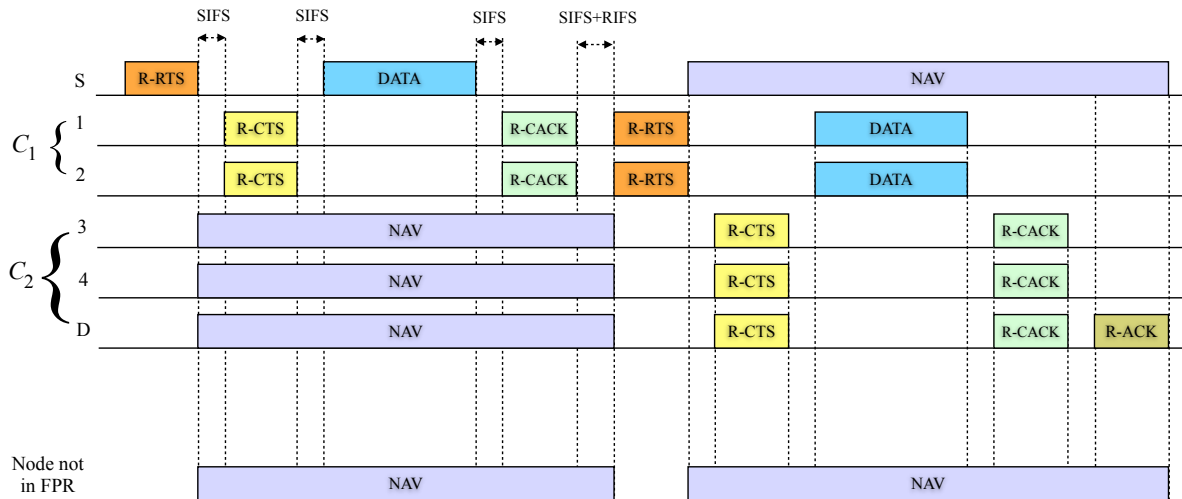 SIFS SIFS SIFS SIFS+RIFS
S R-RTS DATA NAV
C1 { 1 R-CTS R-CACK R-RTS DATA
2 R-CTS R-CACK R-RTS DATA
C2 { 3 NAV R-CTS R-CACK
4 NAV R-CTS R-CACK
D NAV R-CTS R-CACK R-ACK
Node not
in FPR NAV NAV